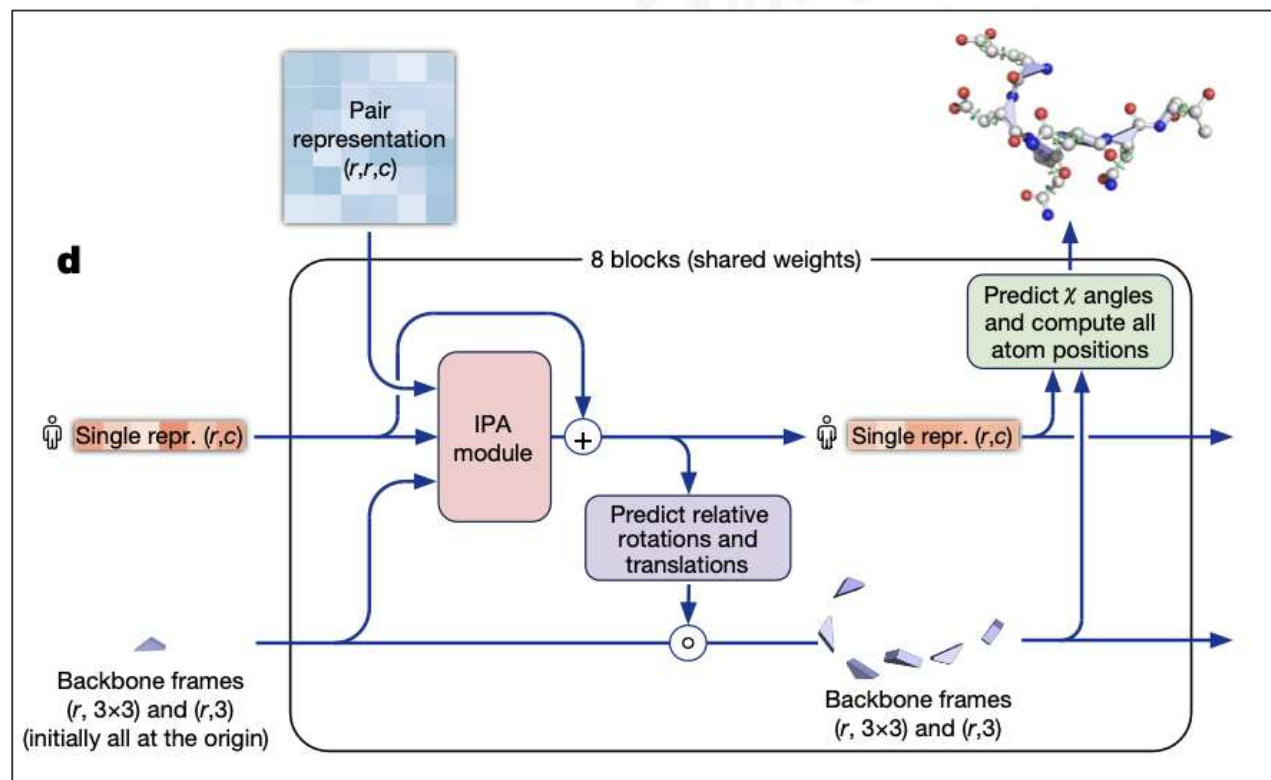 Pair
representation
(r,r,c)
d
8 blocks (shared weights)
Predict χ angles
and compute all
atom positions
IPA
module
+
Single repr. (r,c)
Single repr. (r,c)
Predict relative
rotations and
translations
Backbone frames
(r, 3×3) and (r,3)
(initially all at the origin)
Backbone frames
(r, 3×3) and (r,3)